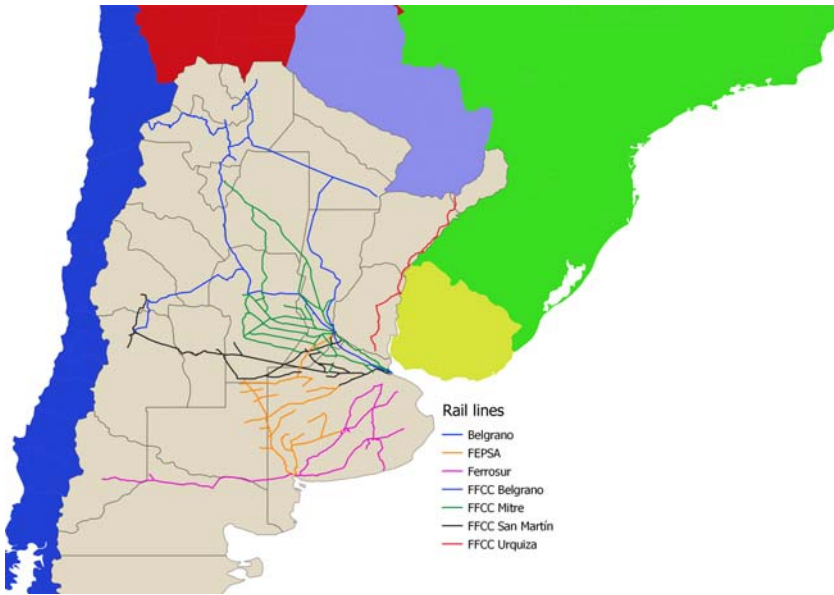 Rail lines
Belgrano
FEPSA
Ferrosur
FFCC Belgrano
FFCC Mitre
FFCC San Martín
FFCC Urquiza